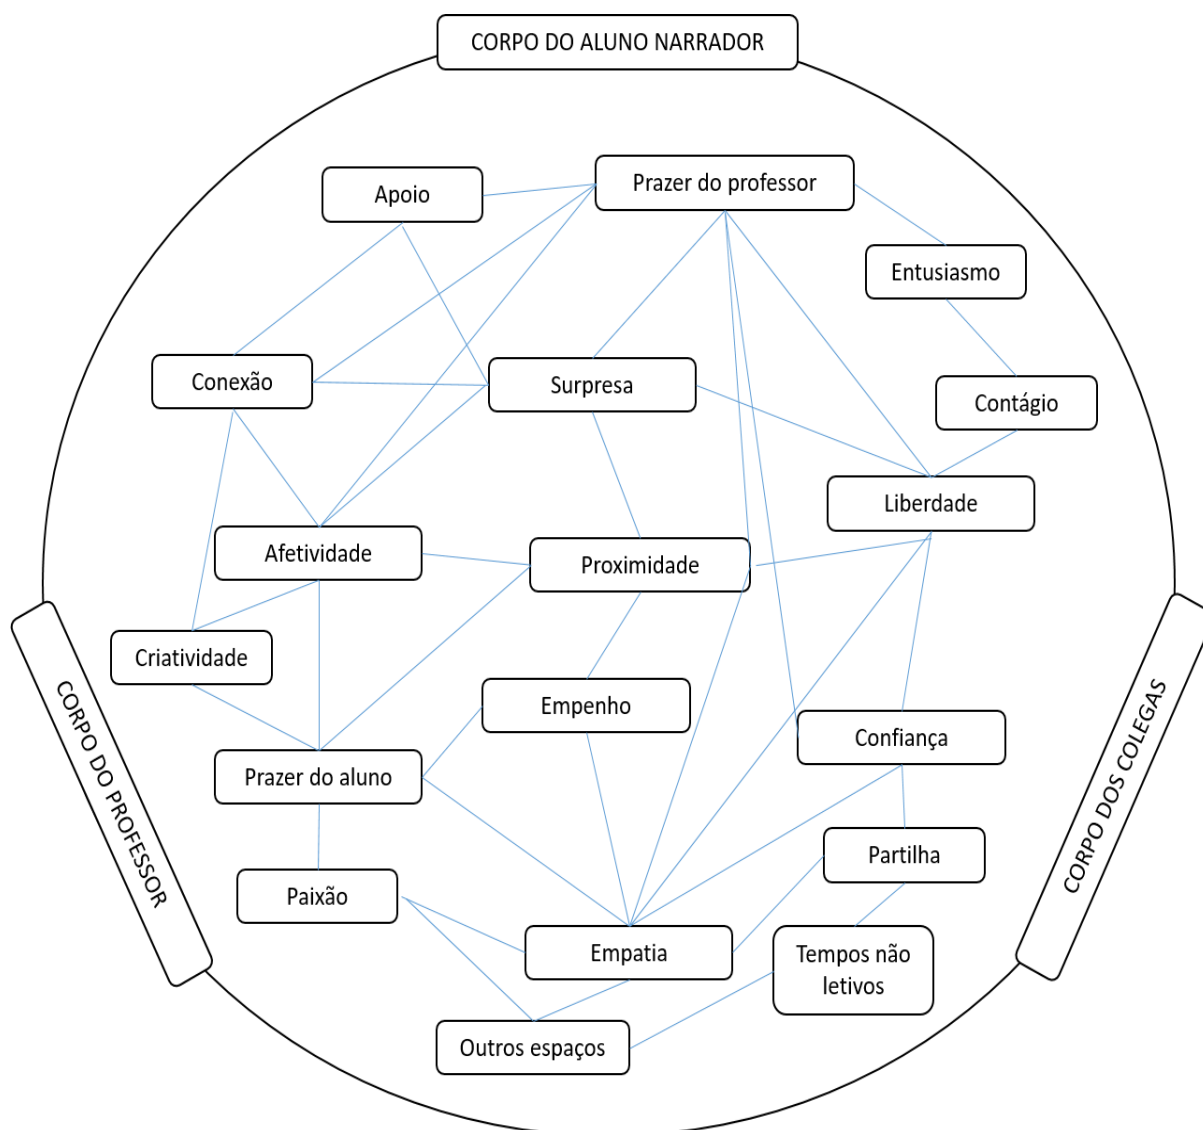 CORPO DO ALUNO NARRADOR
Prazer do professor
Apoio
Entusiasmo
Conexão
Surpresa
Contágio
Liberdade
Afetividade
Proximidade
Criatividade
Empenho
Confiança
CORPO DO PROFESSOR
CORPO DOS COLEGAS
Prazer do aluno
Partilha
Paixão
Empatia
Tempos não
letivos
Outros espaços